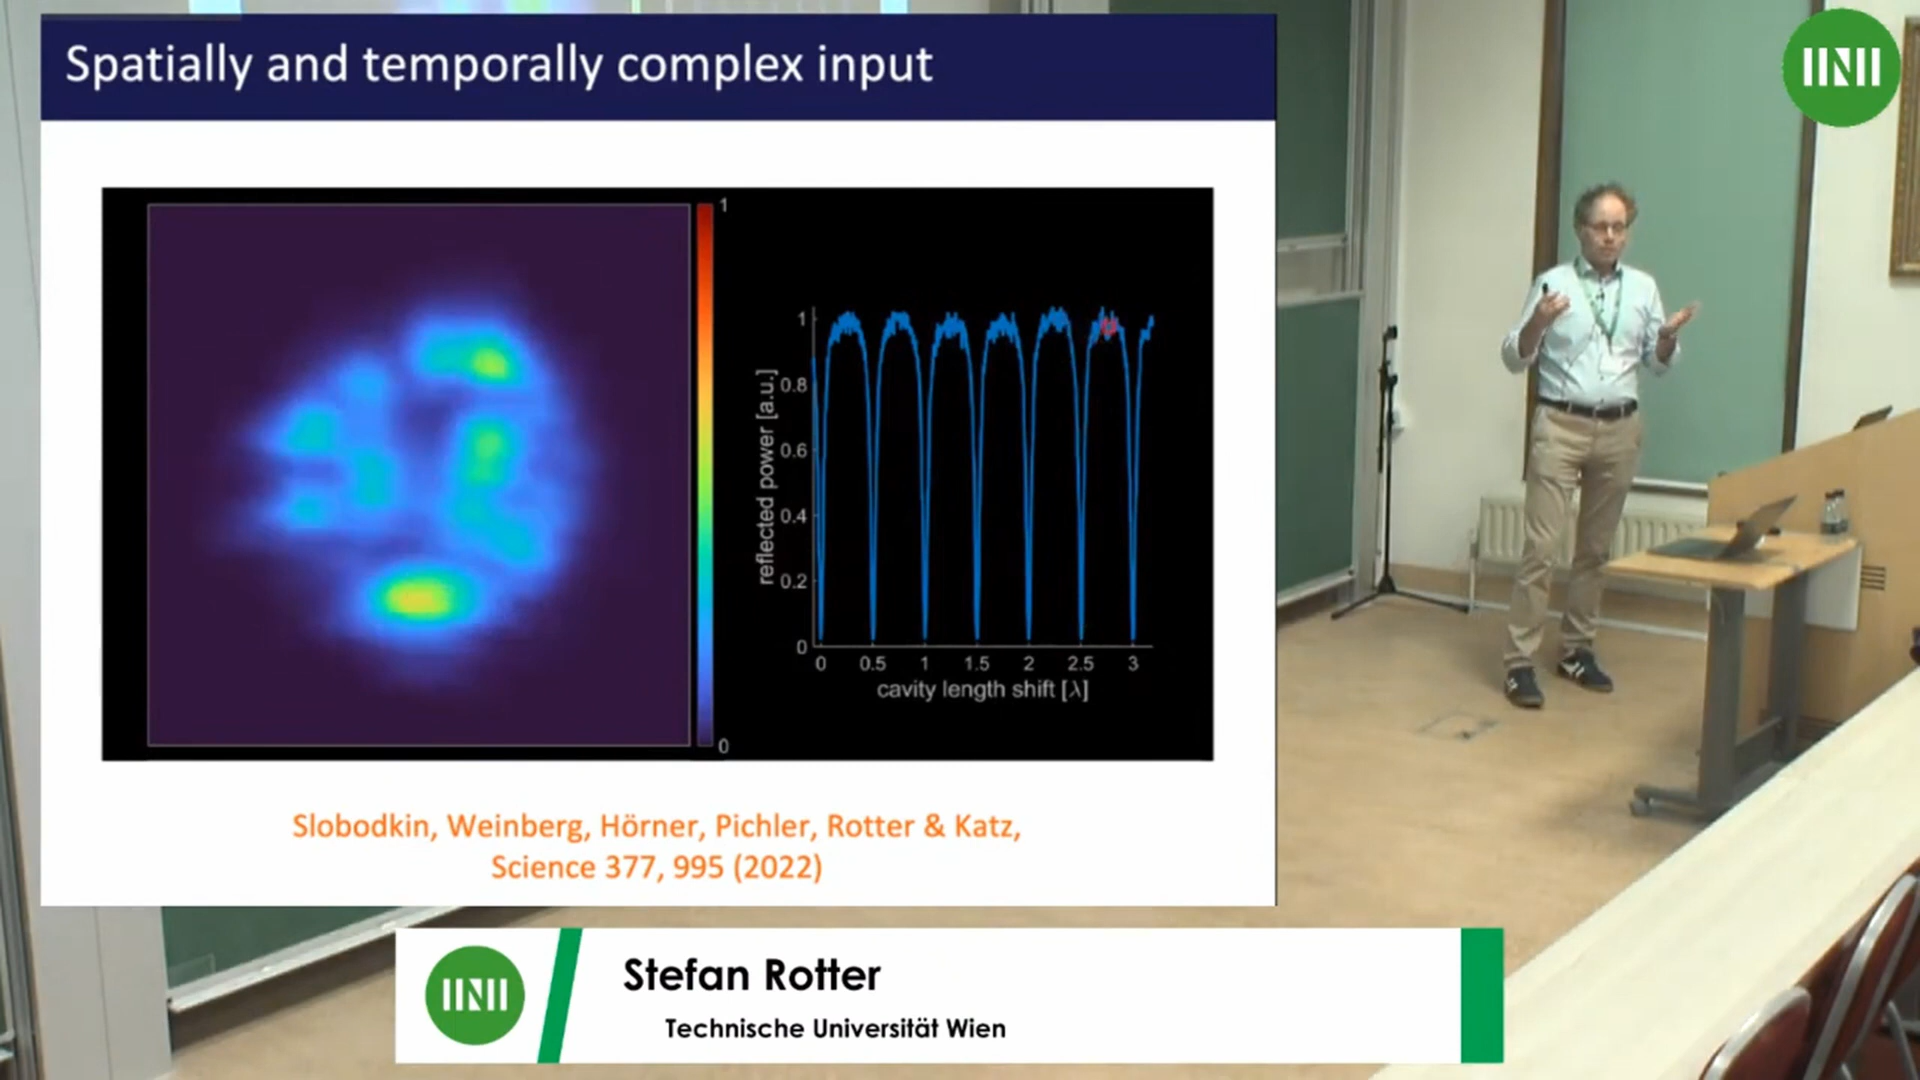 Spatially and temporally complex input
1
0
reflected power [a.u.]
1
0.8
0.6
0.4
0.2
0
0 0.5 1 1.5 2 2.5 3
cavity length shift [λ]
Slobodkin, Weinberg, Hörner, Pichler, Rotter & Katz,
Science 377, 995 (2022)
Stefan Rotter
Technische Universität Wien